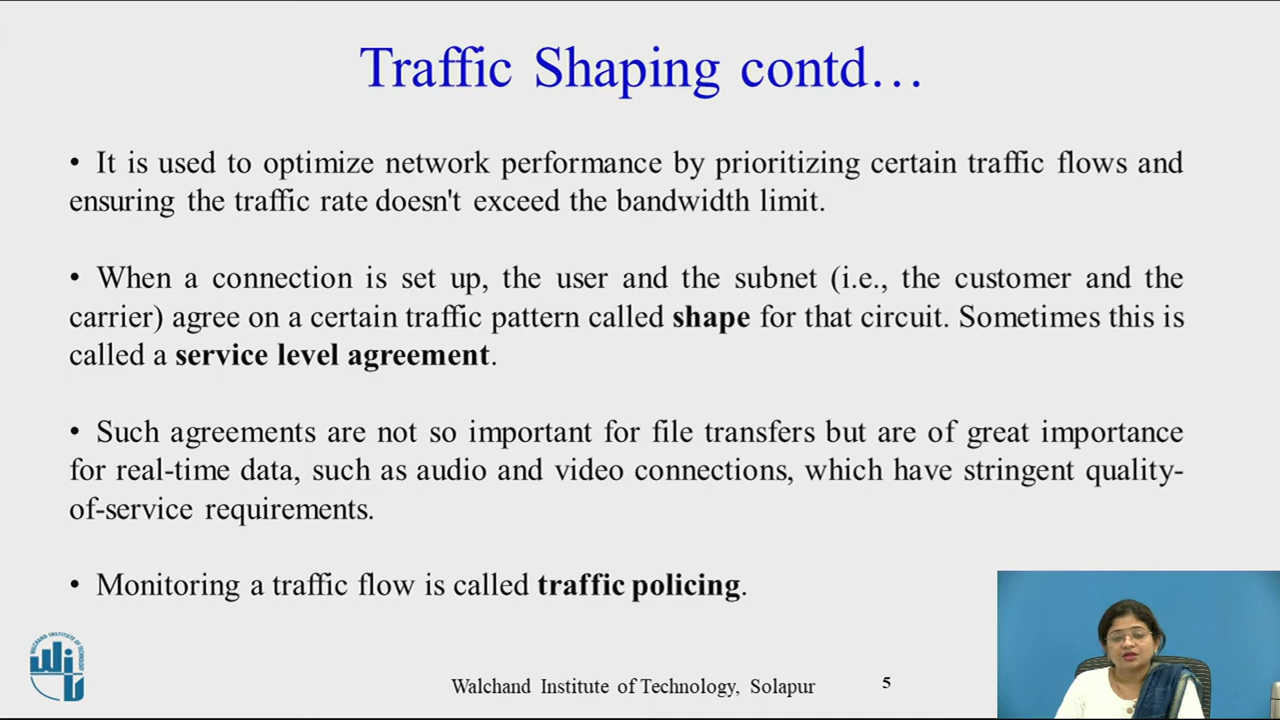 Traffic Shaping contd…
• It is used to optimize network performance by prioritizing certain traffic flows and
ensuring the traffic rate doesn't exceed the bandwidth limit.
• When a connection is set up, the user and the subnet (i.e., the customer and the
carrier) agree on a certain traffic pattern called shape for that circuit. Sometimes this is
called a service level agreement.
• Such agreements are not so important for file transfers but are of great importance
for real-time data, such as audio and video connections, which have stringent quality-
of-service requirements.
• Monitoring a traffic flow is called traffic policing.
WALCHAND INSTITUTE OF TECHNOLOGY
WIT
Walchand Institute of Technology, Solapur
5